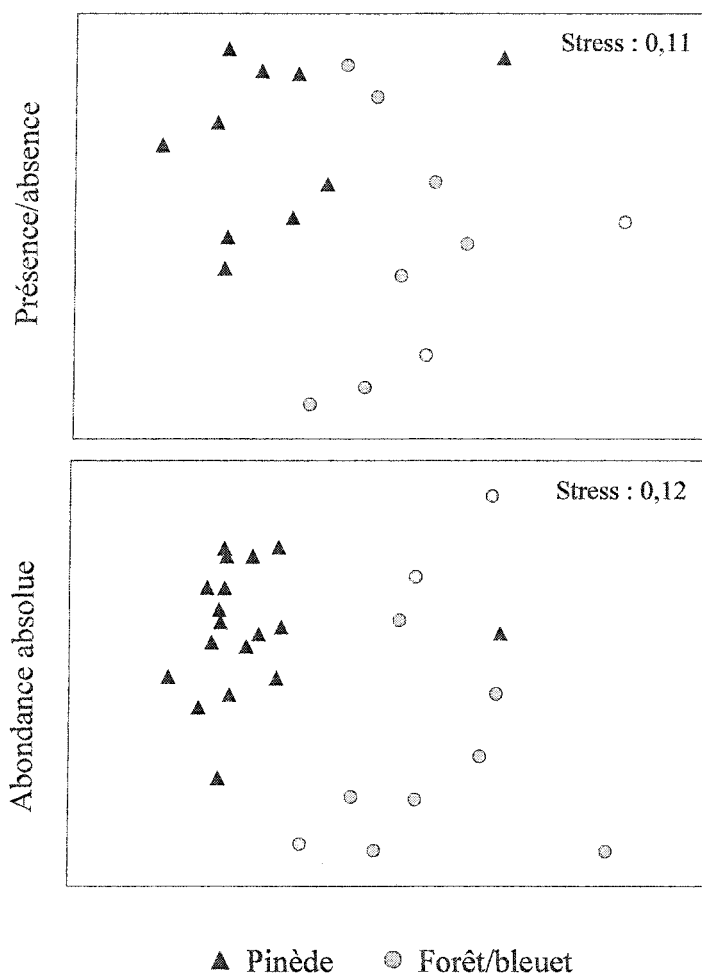 Stress : 0,11
Présence/absence
Stress : 0,12
Abondance absolue
Pinède
Forêt/bleuet